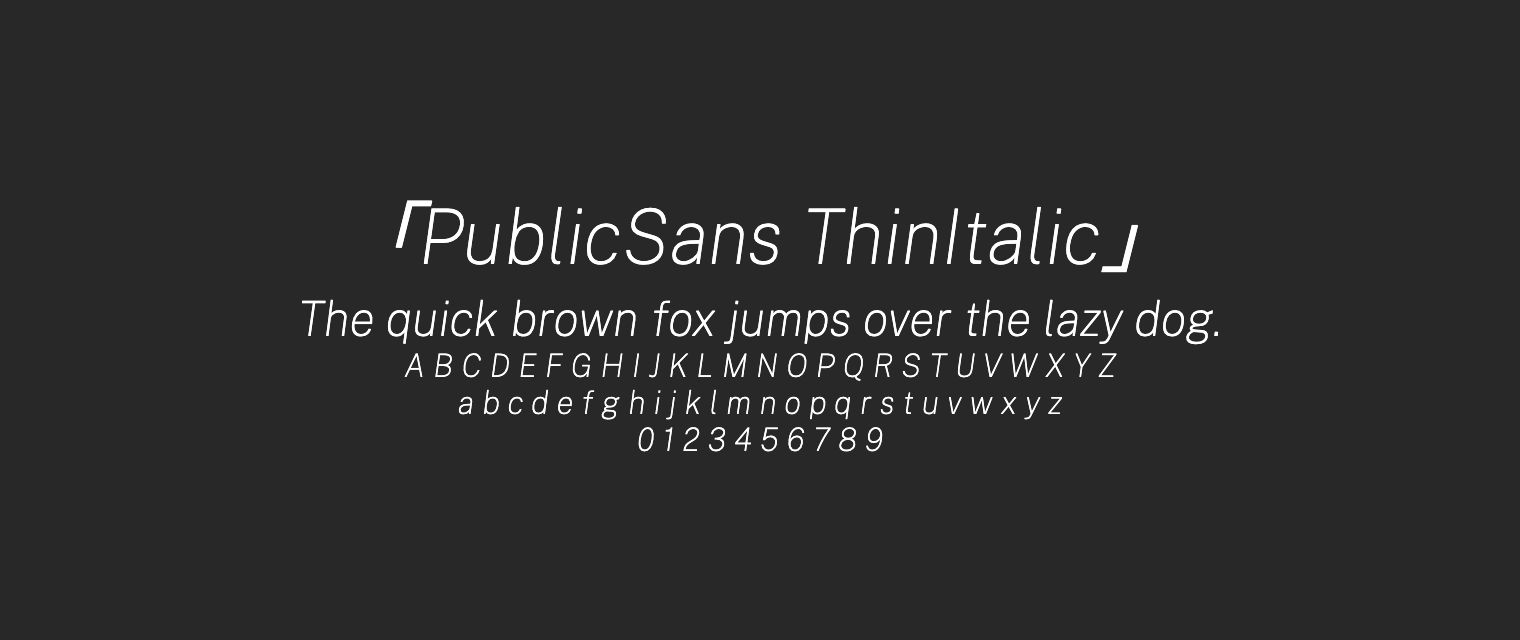 「PublicSans ThinItalic」
The quick brown fox jumps over the lazy dog.
A B C D E F G H I J K L M N O P Q R S T U V W X Y Z
a b c d e f g h i j k l m n o p q r s t u v w x y z
0 1 2 3 4 5 6 7 8 9